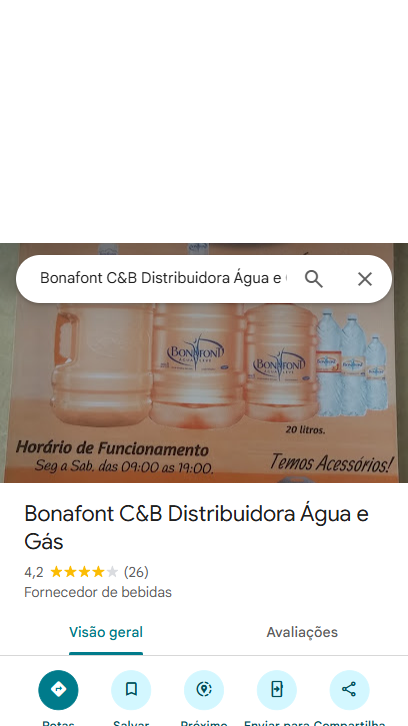 Bonafont C&B Distribuidora Água e
BONAFONT
BONAFONT
20 litros.
Horário de Funcionamento
Seg a Sab. das 09:00 as 19:00.
Temos Acessórios!
Bonafont C&B Distribuidora Água e
Gás
4,2 (26)
Fornecedor de bebidas
Visão geral
Avaliações
Rotas
Salvar
Próximo
Enviar para
Compartilha